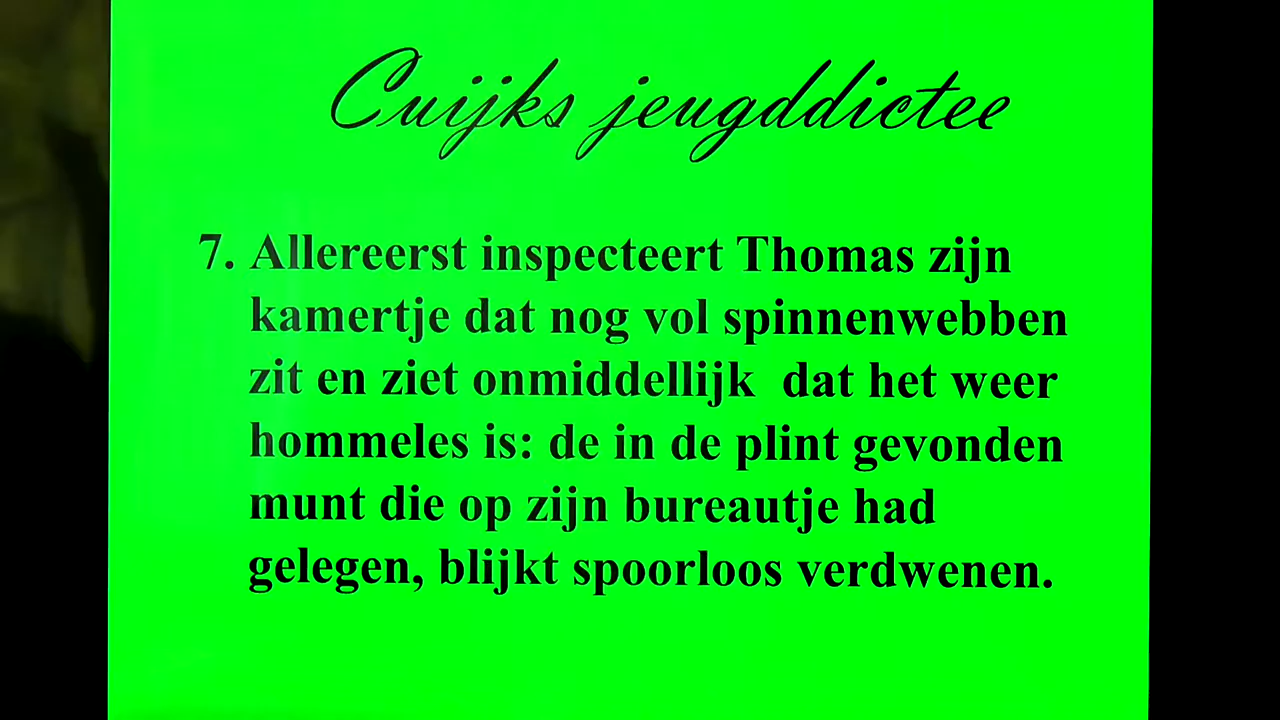 Cuijks jeugddictee
7. Allereerst inspecteert Thomas zijn
kamertje dat nog vol spinnenwebben
zit en ziet onmiddellijk  dat het weer
hommeles is: de in de plint gevonden
munt die op zijn bureautje had
gelegen, blijkt spoorloos verdwenen.